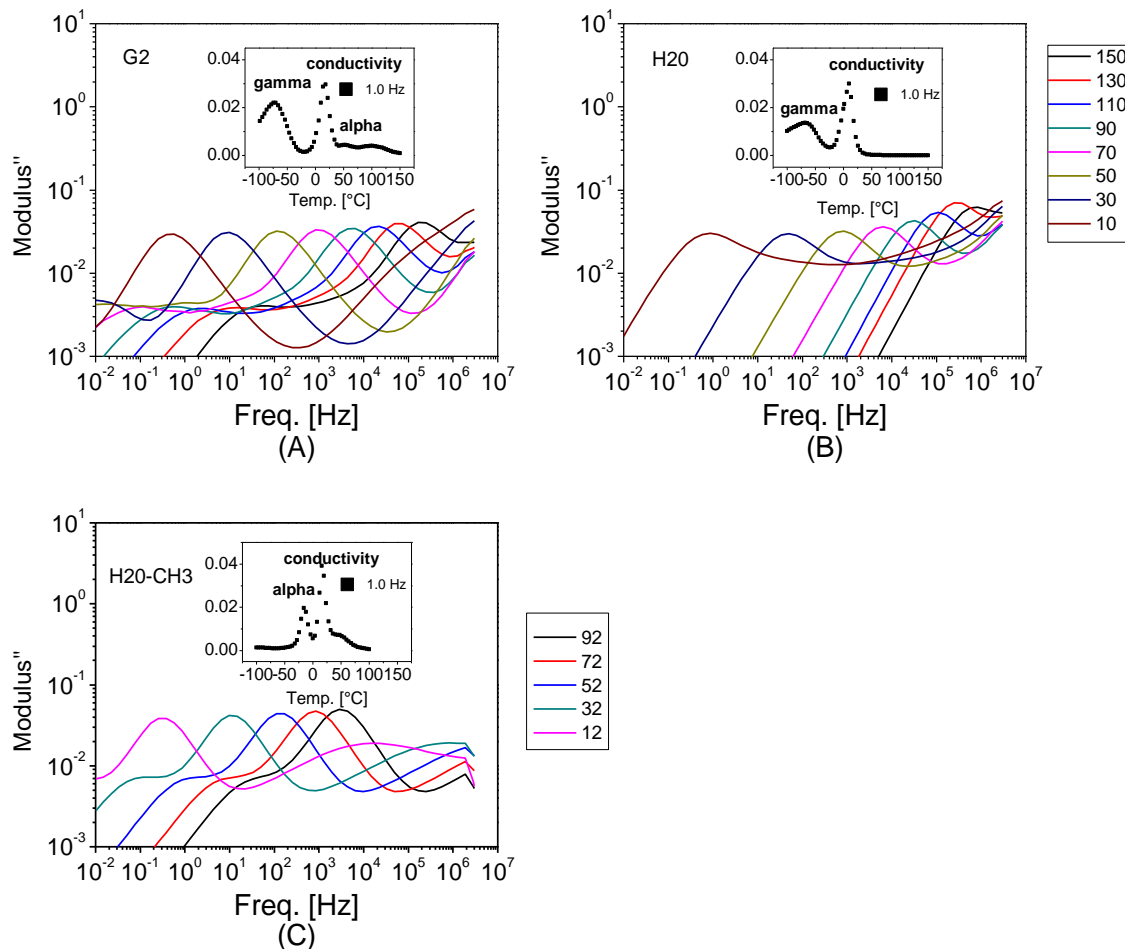 G2
10^1
10^0
10^-1
10^-2
10^-3
Modulus''
gamma
conductivity
1.0 Hz
alpha
0.04
0.02
0.00
-100 -50 0 50 100 150
Temp. [°C]
10^-2 10^-1 10^0 10^1 10^2 10^3 10^4 10^5 10^6 10^7
Freq. [Hz]
(A)
H20
10^1
10^0
10^-1
10^-2
10^-3
Modulus''
conductivity
gamma
1.0 Hz
0.04
0.02
0.00
-100 -50 0 50 100 150
Temp. [°C]
10^-2 10^-1 10^0 10^1 10^2 10^3 10^4 10^5 10^6 10^7
Freq. [Hz]
(B)
150
130
110
90
70
50
30
10
H20-CH3
10^1
10^0
10^-1
10^-2
10^-3
Modulus''
conductivity
alpha
1.0 Hz
0.04
0.02
0.00
-100 -50 0 50 100 150
Temp. [°C]
10^-2 10^-1 10^0 10^1 10^2 10^3 10^4 10^5 10^6 10^7
Freq. [Hz]
(C)
92
72
52
32
12